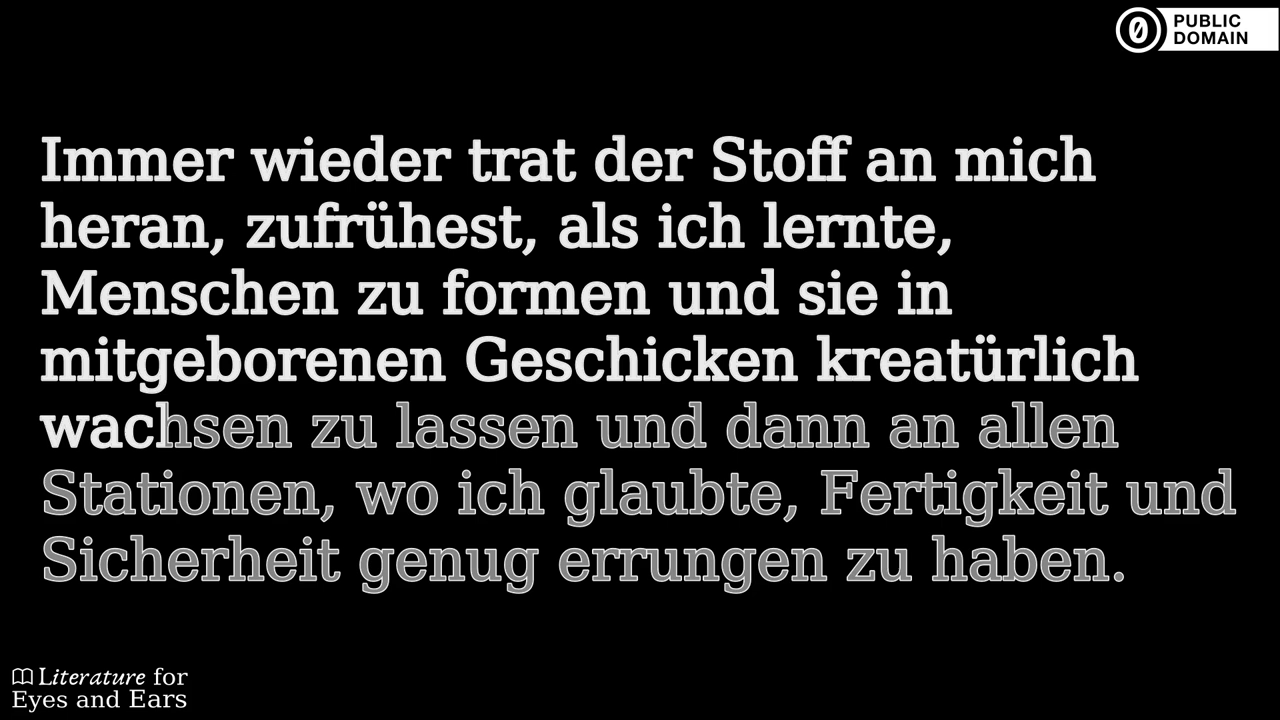 PUBLIC
DOMAIN
Immer wieder trat der Stoff an mich
heran, zufrühest, als ich lernte,
Menschen zu formen und sie in
mitgeborenen Geschicken kreatürlich
wachsen zu lassen und dann an allen
Stationen, wo ich glaubte, Fertigkeit und
Sicherheit genug errungen zu haben.
Literature for
Eyes and Ears